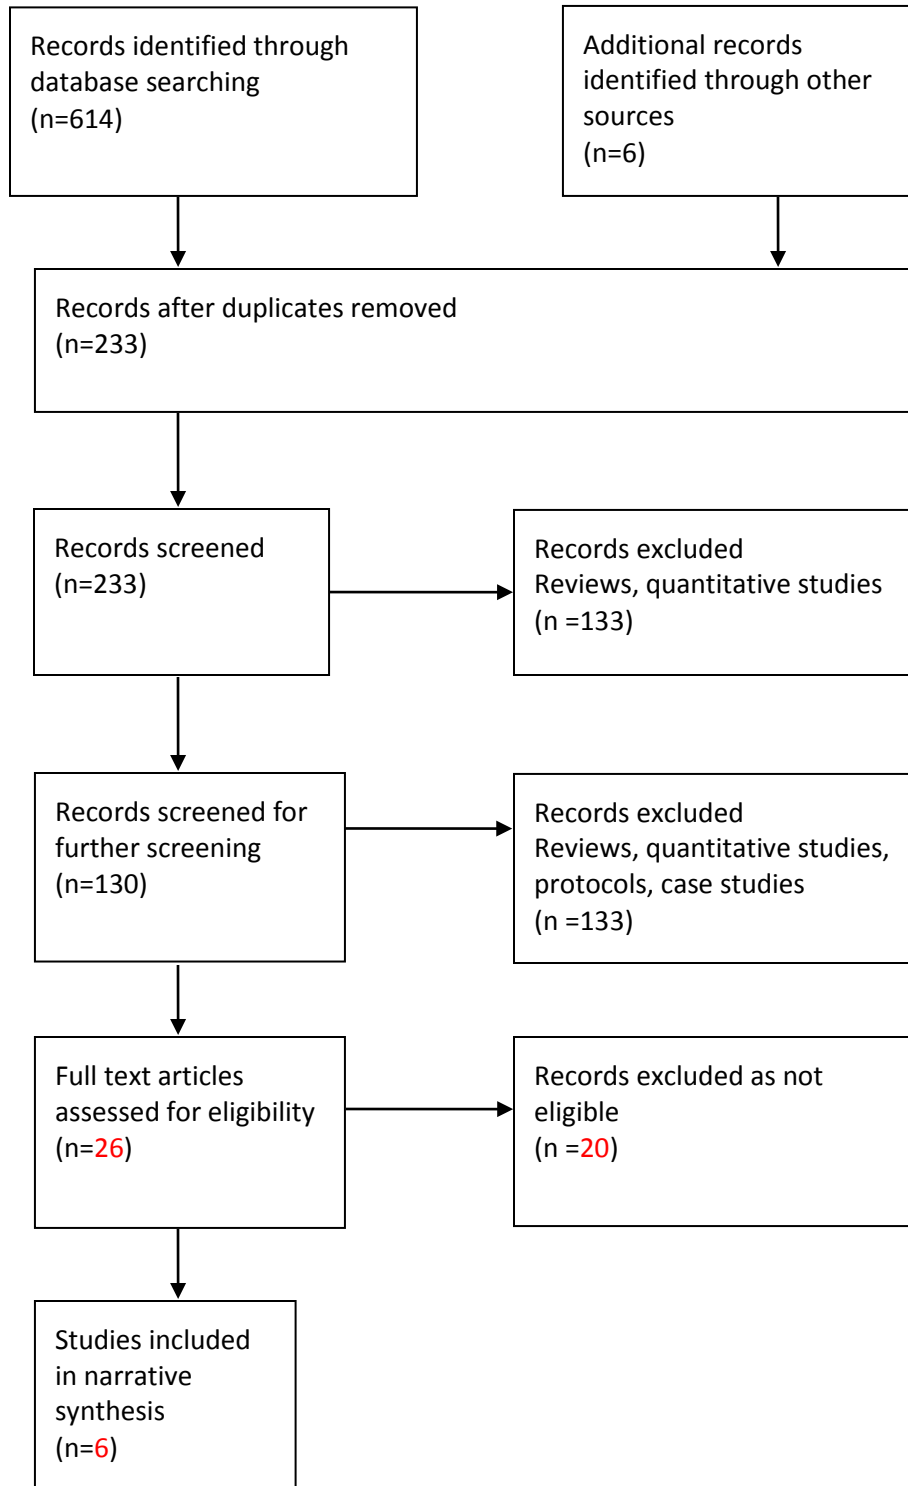 Records identified through
database searching
(n=614)
Additional records
identified through other
sources
(n=6)
Records after duplicates removed
(n=233)
Records screened
(n=233)
Records excluded
Reviews, quantitative studies
(n =133)
Records screened for
further screening
(n=130)
Records excluded
Reviews, quantitative studies,
protocols, case studies
(n =133)
Full text articles
assessed for eligibility
(n=26)
Records excluded as not
eligible
(n =20)
Studies included
in narrative
synthesis
(n=6)